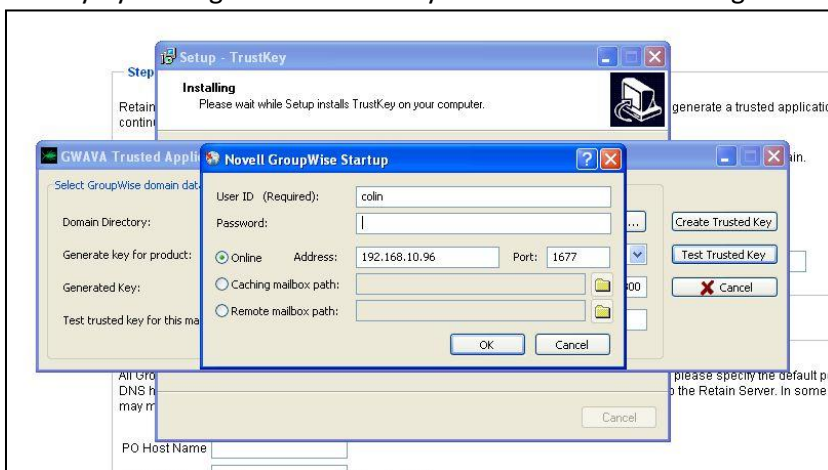 Setup - TrustKey
Step
Installing
Please wait while Setup installs TrustKey on your computer.
Retain
generate a trusted applicatio
contin
GWAVA Trusted Appli
Novell GroupWise Startup
in.
Select GroupWise domain dat
User ID (Required):
colin
Domain Directory:
Password:
...
Create Trusted Key
Generate key for product:
Online
Address:
192.168.10.96
Port:
1677
Test Trusted Key
Caching mailbox path:
Generated Key:
Cancel
Remote mailbox path:
Test trusted key for this ma
OK
Cancel
All Gro
please specify the default p
DNS h
the Retain Server. In some
may m
Cancel
PO Host Name